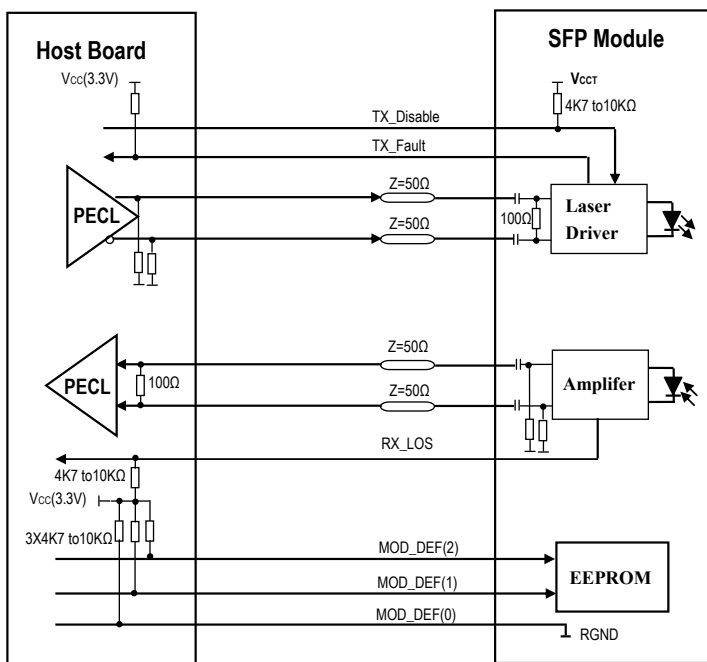 Host Board
SFP Module
Vcc(3.3V)
VCCT
4K7 to10KΩ
TX_Disable
TX_Fault
Z=50Ω
PECL
100Ω
Laser
Driver
Z=50Ω
Z=50Ω
PECL
100Ω
Z=50Ω
Amplifer
RX_LOS
4K7 to10KΩ
Vcc(3.3V)
3X4K7 to10KΩ
MOD_DEF(2)
MOD_DEF(1)
EEPROM
MOD_DEF(0)
RGND